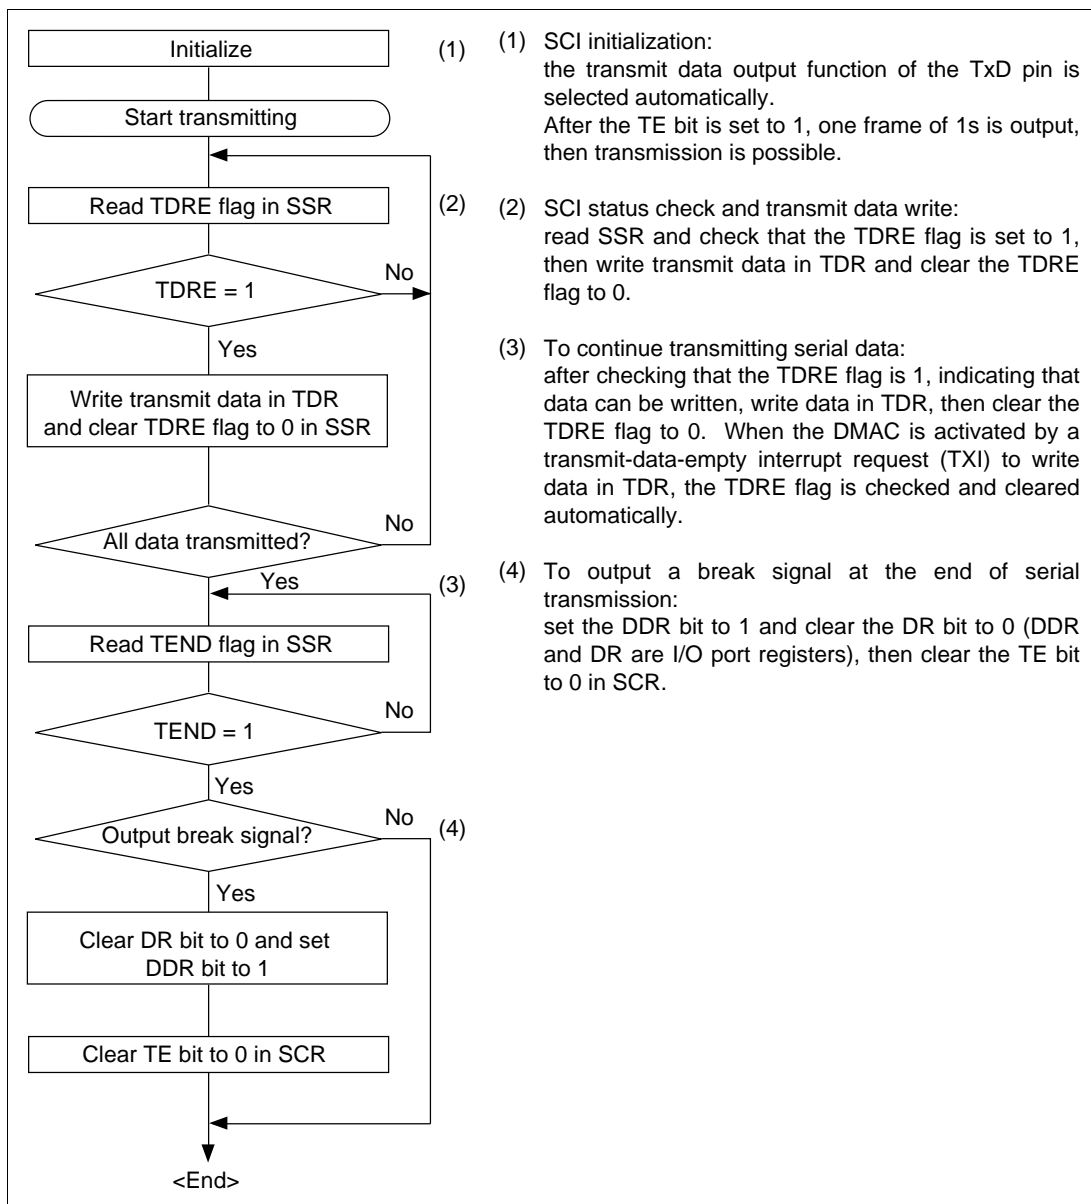 Initialize
(1)
Start transmitting
Read TDRE flag in SSR
(2)
TDRE = 1
No
Yes
Write transmit data in TDR
and clear TDRE flag to 0 in SSR
All data transmitted?
No
Yes
(3)
Read TEND flag in SSR
TEND = 1
No
Yes
Output break signal?
No
(4)
Yes
Clear DR bit to 0 and set
DDR bit to 1
Clear TE bit to 0 in SCR
<End>
(1) SCI initialization:
the transmit data output function of the TxD pin is
selected automatically.
After the TE bit is set to 1, one frame of 1s is output,
then transmission is possible.
(2) SCI status check and transmit data write:
read SSR and check that the TDRE flag is set to 1,
then write transmit data in TDR and clear the TDRE
flag to 0.
(3) To continue transmitting serial data:
after checking that the TDRE flag is 1, indicating that
data can be written, write data in TDR, then clear the
TDRE flag to 0. When the DMAC is activated by a
transmit-data-empty interrupt request (TXI) to write
data in TDR, the TDRE flag is checked and cleared
automatically.
(4) To output a break signal at the end of serial
transmission:
set the DDR bit to 1 and clear the DR bit to 0 (DDR
and DR are I/O port registers), then clear the TE bit
to 0 in SCR.